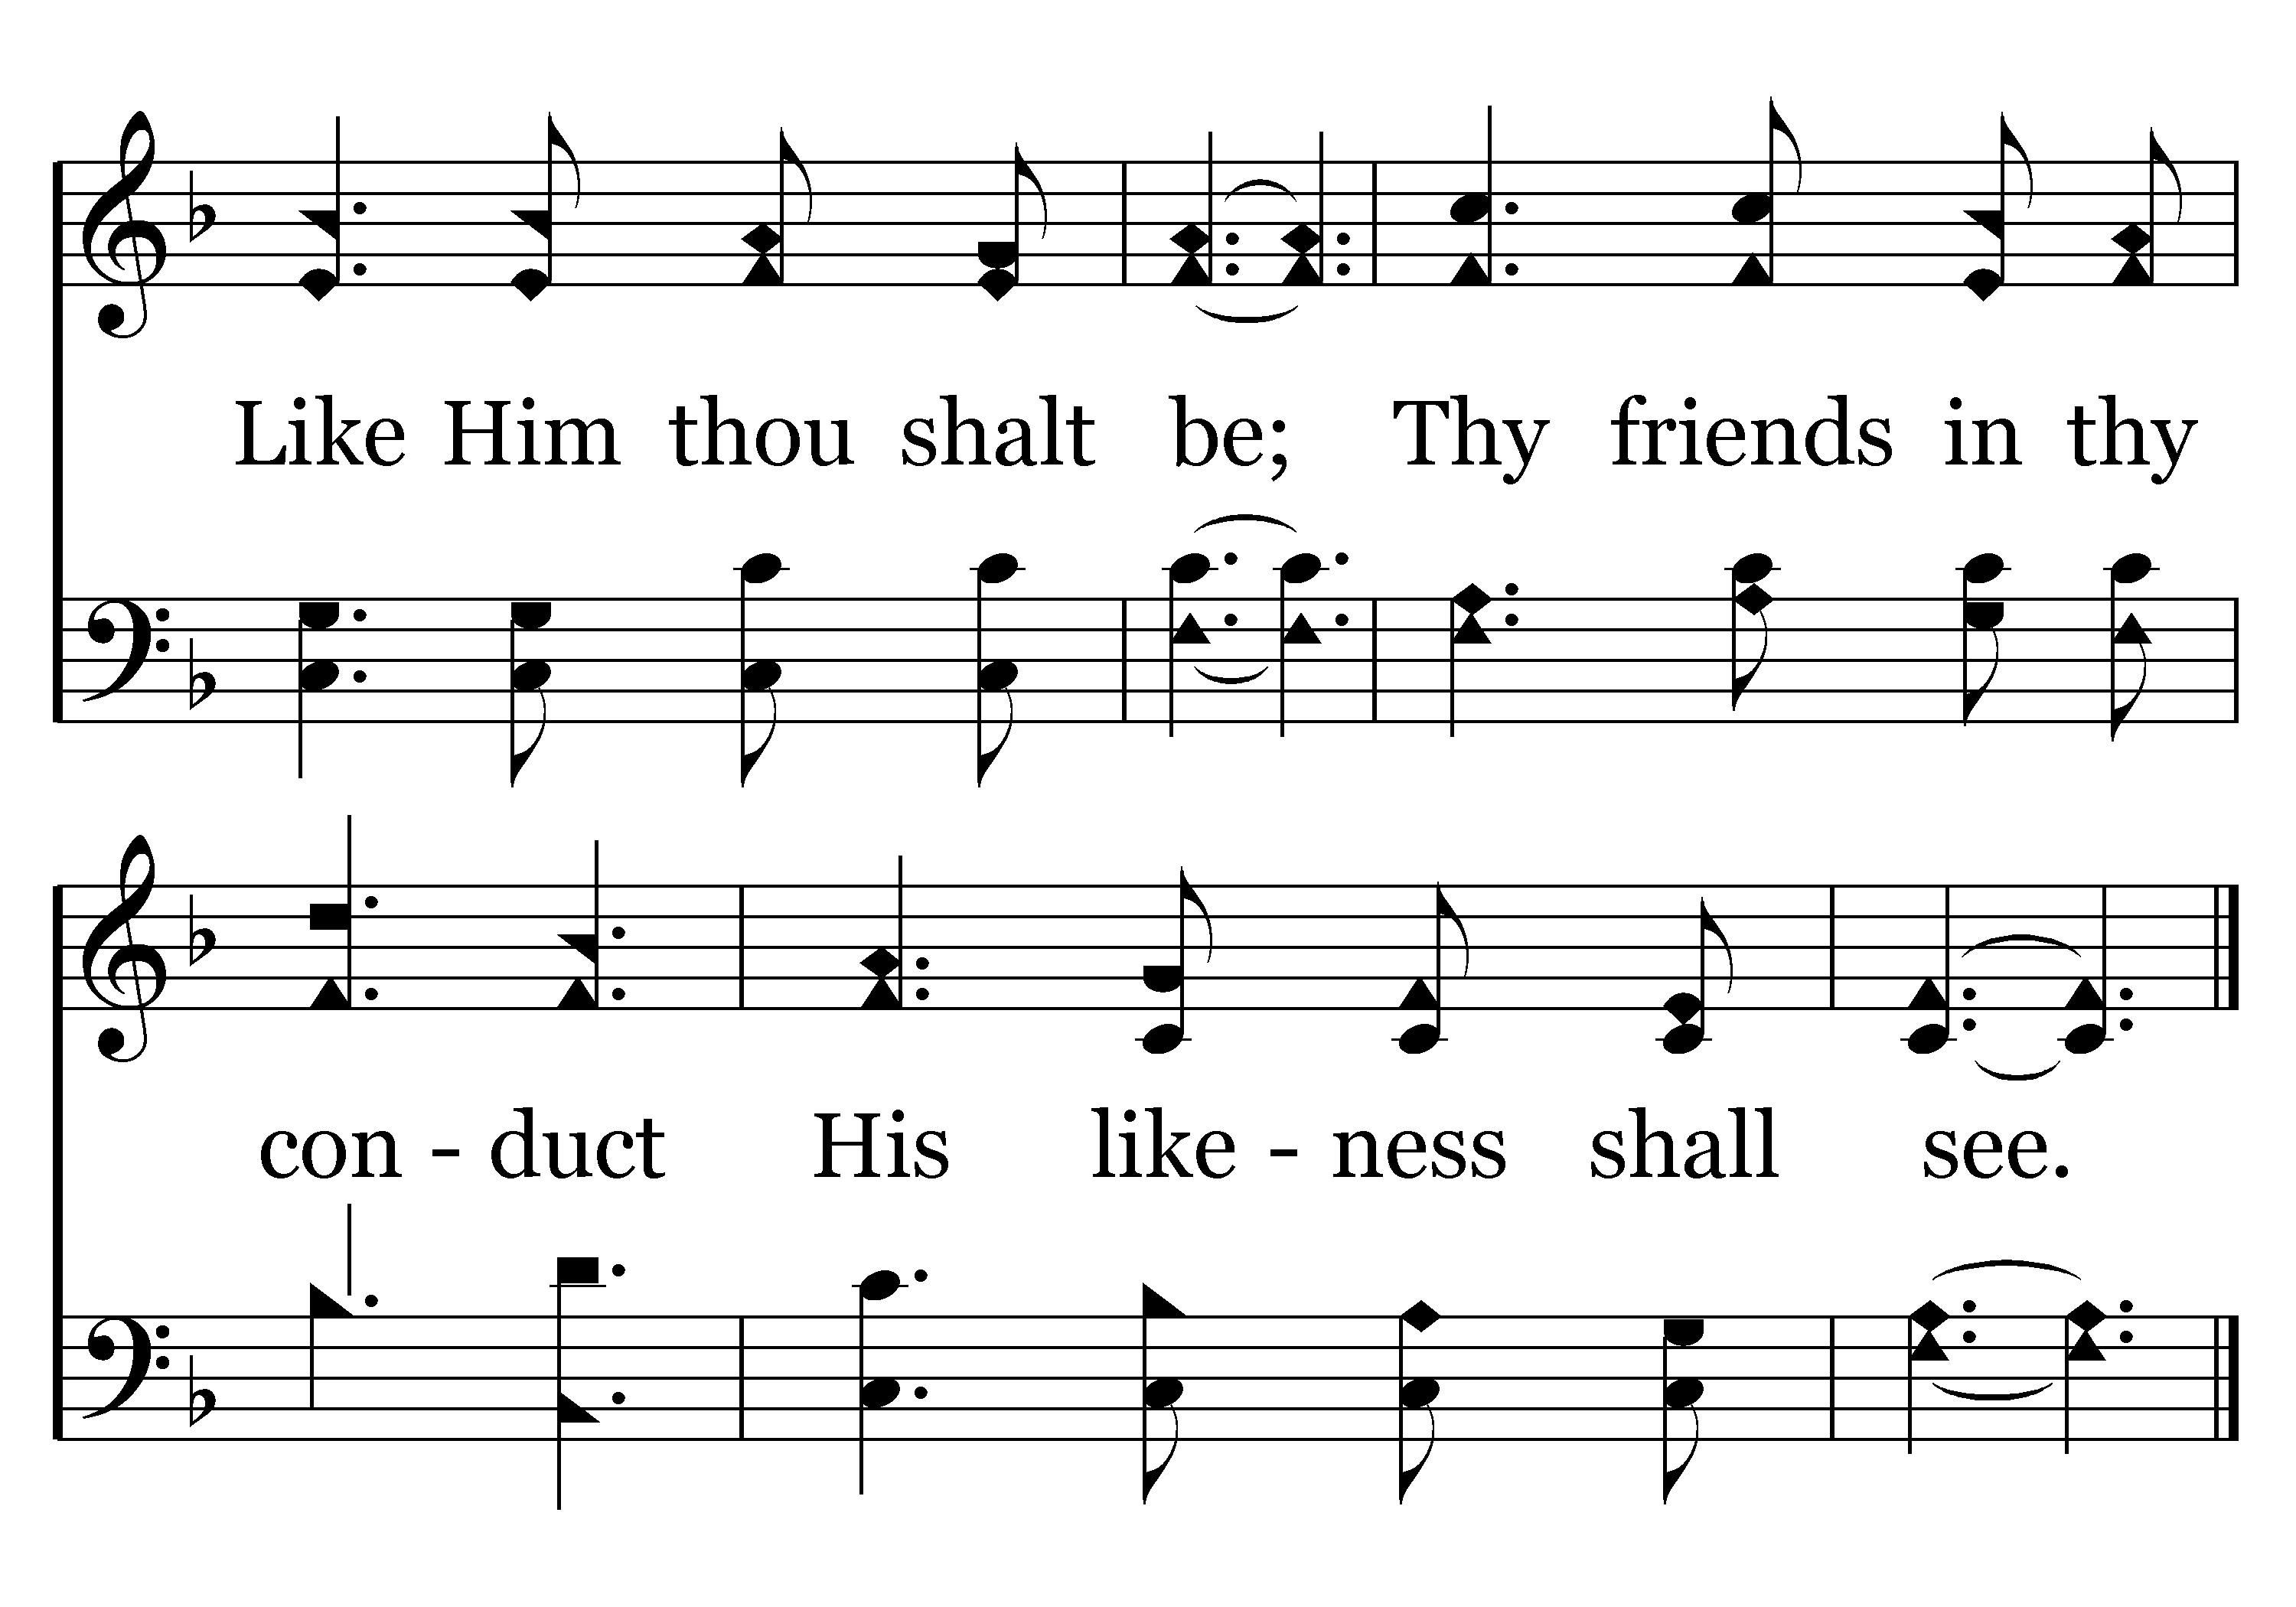 Like Him thou shalt be; Thy friends in thy
con - duct His like - ness shall see.